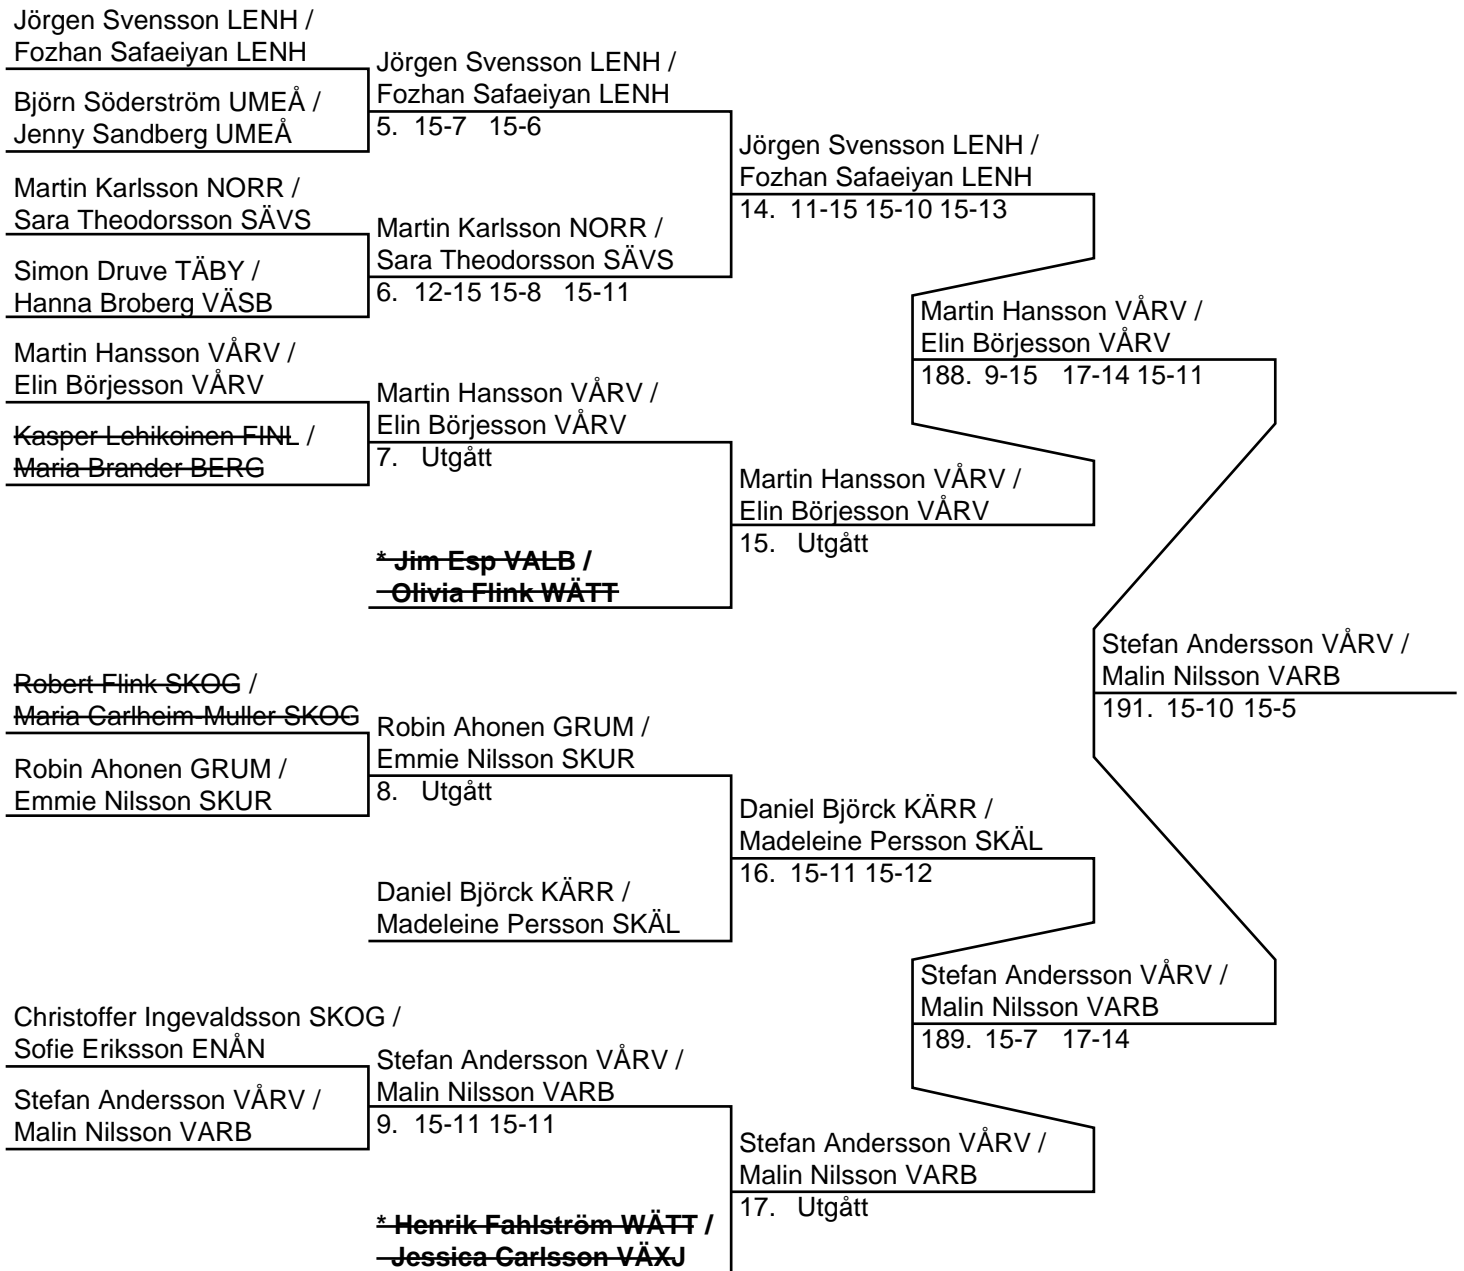 Jörgen Svensson LENH /
Fozhan Safaeiyan LENH
Björn Söderström UMEÅ /
Jenny Sandberg UMEÅ
Martin Karlsson NORR /
Sara Theodorsson SÄVS
Simon Druve TÄBY /
Hanna Broberg VÄSB
Martin Hansson VÅRV /
Elin Börjesson VÅRV
Kasper Lehikoinen FINL /
Maria Brander BERG
Robert Flink SKOG /
Maria Carlheim-Muller SKOG
Robin Ahonen GRUM /
Emmie Nilsson SKUR
Christoffer Ingevaldsson SKOG /
Sofie Eriksson ENÅN
Stefan Andersson VÅRV /
Malin Nilsson VARB
Jörgen Svensson LENH /
Fozhan Safaeiyan LENH
5. 15-7 15-6
Martin Karlsson NORR /
Sara Theodorsson SÄVS
6. 12-15 15-8 15-11
Martin Hansson VÅRV /
Elin Börjesson VÅRV
7. Utgått
* Jim Esp VALB /
Olivia Flink WÄTT
Robin Ahonen GRUM /
Emmie Nilsson SKUR
8. Utgått
Daniel Björck KÄRR /
Madeleine Persson SKÄL
Stefan Andersson VÅRV /
Malin Nilsson VARB
9. 15-11 15-11
* Henrik Fahlström WÄTT /
Jessica Carlsson VÄXJ
Jörgen Svensson LENH /
Fozhan Safaeiyan LENH
14. 11-15 15-10 15-13
Martin Hansson VÅRV /
Elin Börjesson VÅRV
15. Utgått
Daniel Björck KÄRR /
Madeleine Persson SKÄL
16. 15-11 15-12
Stefan Andersson VÅRV /
Malin Nilsson VARB
17. Utgått
Martin Hansson VÅRV /
Elin Börjesson VÅRV
188. 9-15 17-14 15-11
Stefan Andersson VÅRV /
Malin Nilsson VARB
189. 15-7 17-14
Stefan Andersson VÅRV /
Malin Nilsson VARB
191. 15-10 15-5